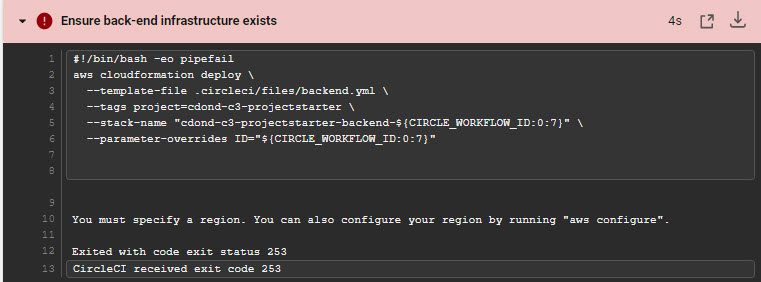 Ensure back-end infrastructure exists 4s
1 #!/bin/bash -eo pipefail
2 aws cloudformation deploy \
3 --template-file .circleci/files/backend.yml \
4 --tags project=cdond-c3-projectstarter \
5 --stack-name "cdond-c3-projectstarter-backend-${CIRCLE_WORKFLOW_ID:0:7}" \
6 --parameter-overrides ID="${CIRCLE_WORKFLOW_ID:0:7}"
7
8
9
10 You must specify a region. You can also configure your region by running "aws configure".
11
12 Exited with code exit status 253
13 CircleCI received exit code 253